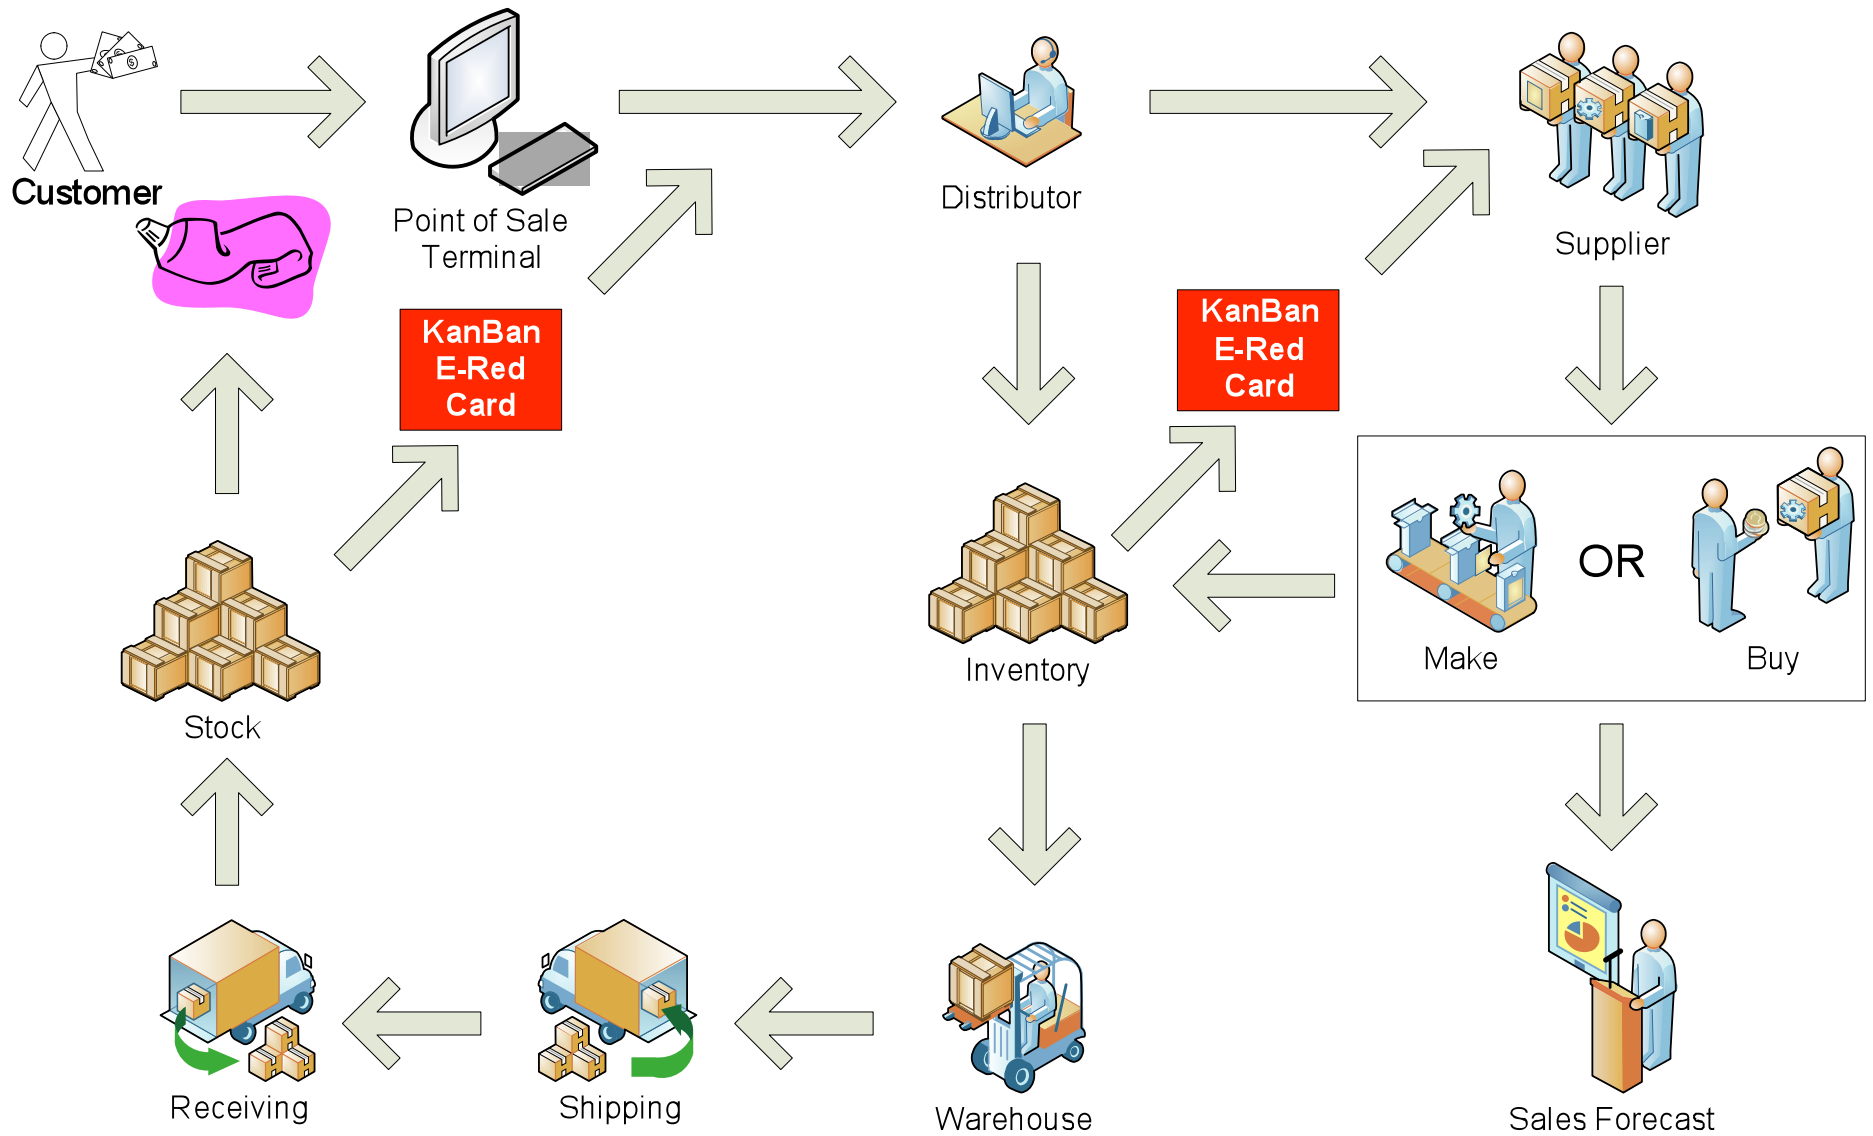 Customer
Point of Sale
Terminal
Distributor
Supplier
KanBan
E-Red
Card
KanBan
E-Red
Card
OR
Make
Buy
Inventory
Stock
Receiving
Shipping
Warehouse
Sales Forecast